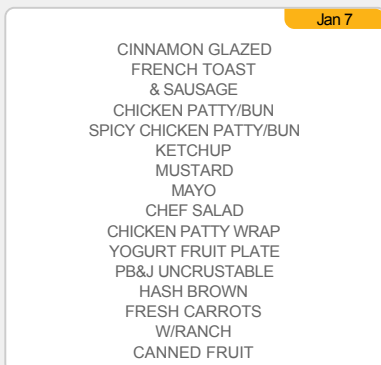 Jan 7
CINNAMON GLAZED
FRENCH TOAST
& SAUSAGE
CHICKEN PATTY/BUN
SPICY CHICKEN PATTY/BUN
KETCHUP
MUSTARD
MAYO
CHEF SALAD
CHICKEN PATTY WRAP
YOGURT FRUIT PLATE
PB&J UNCRUSTABLE
HASH BROWN
FRESH CARROTS
W/RANCH
CANNED FRUIT